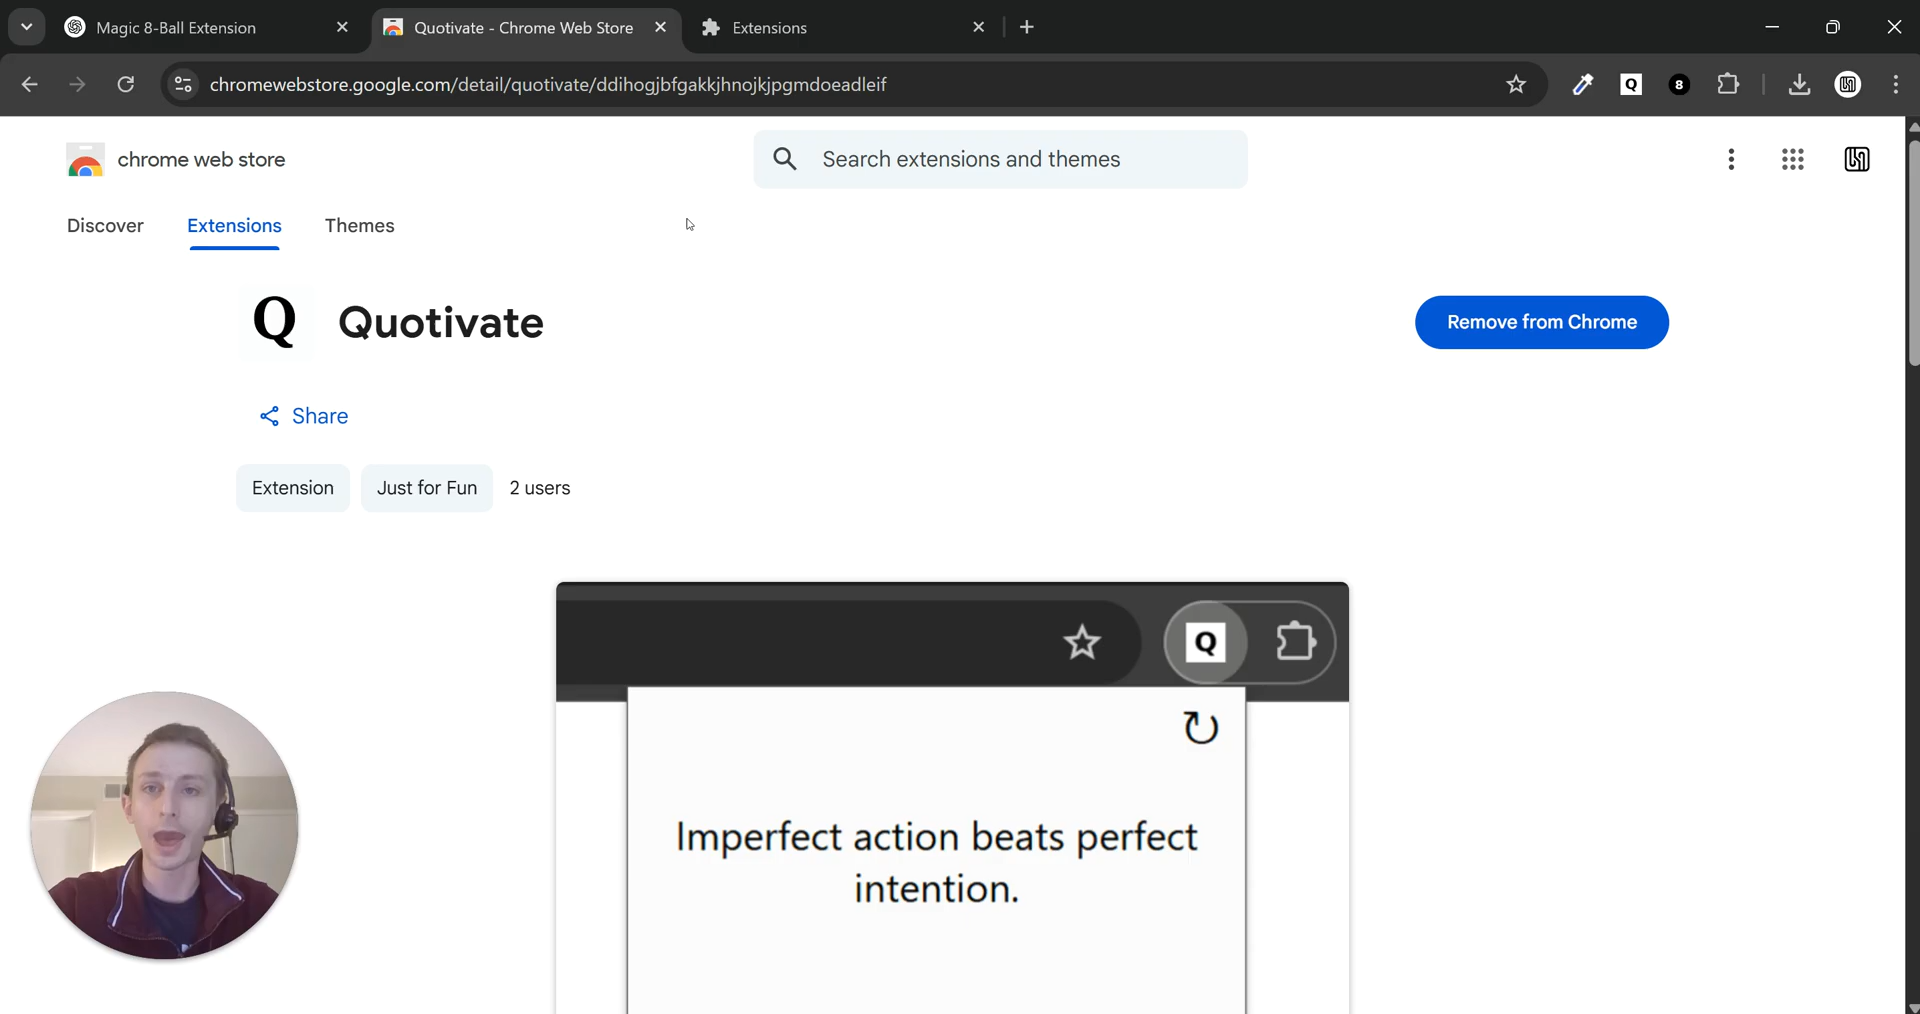 Magic 8-Ball Extension
Quotivate - Chrome Web Store
Extensions
chromewebstore.google.com/detail/quotivate/ddihogjbfgakkjhnojkjpgmdoeadleif
Q
8
chrome web store
Search extensions and themes
Discover
Extensions
Themes
Q
Quotivate
Remove from Chrome
Share
Extension
Just for Fun
2 users
Q
Imperfect action beats perfect
intention.